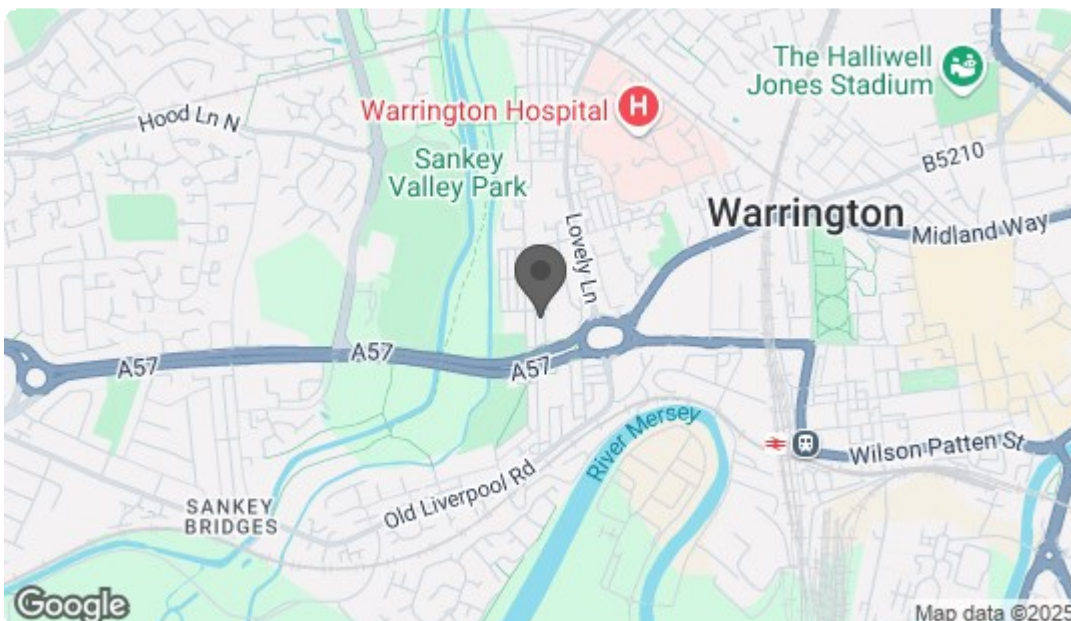 The Halliwell
Jones Stadium
Warrington Hospital
H
Hood Ln N
Sankey
Valley Park
B5210
Warrington
Midland Way
Lovely Ln
A57
A57
A57
River Mersey
Wilson Patten St
Old Liverpool Rd
SANKEY
BRIDGES
Google
Map data ©2025